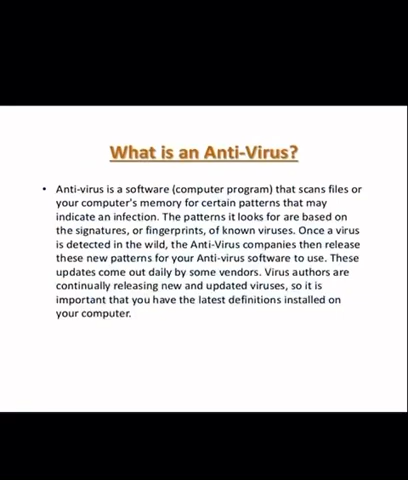 What is an Anti-Virus?
• Anti-virus is a software (computer program) that scans files or
your computer's memory for certain patterns that may
indicate an infection. The patterns it looks for are based on
the signatures, or fingerprints, of known viruses. Once a virus
is detected in the wild, the Anti-Virus companies then release
these new patterns for your Anti-virus software to use. These
updates come out daily by some vendors. Virus authors are
continually releasing new and updated viruses, so it is
important that you have the latest definitions installed on
your computer.